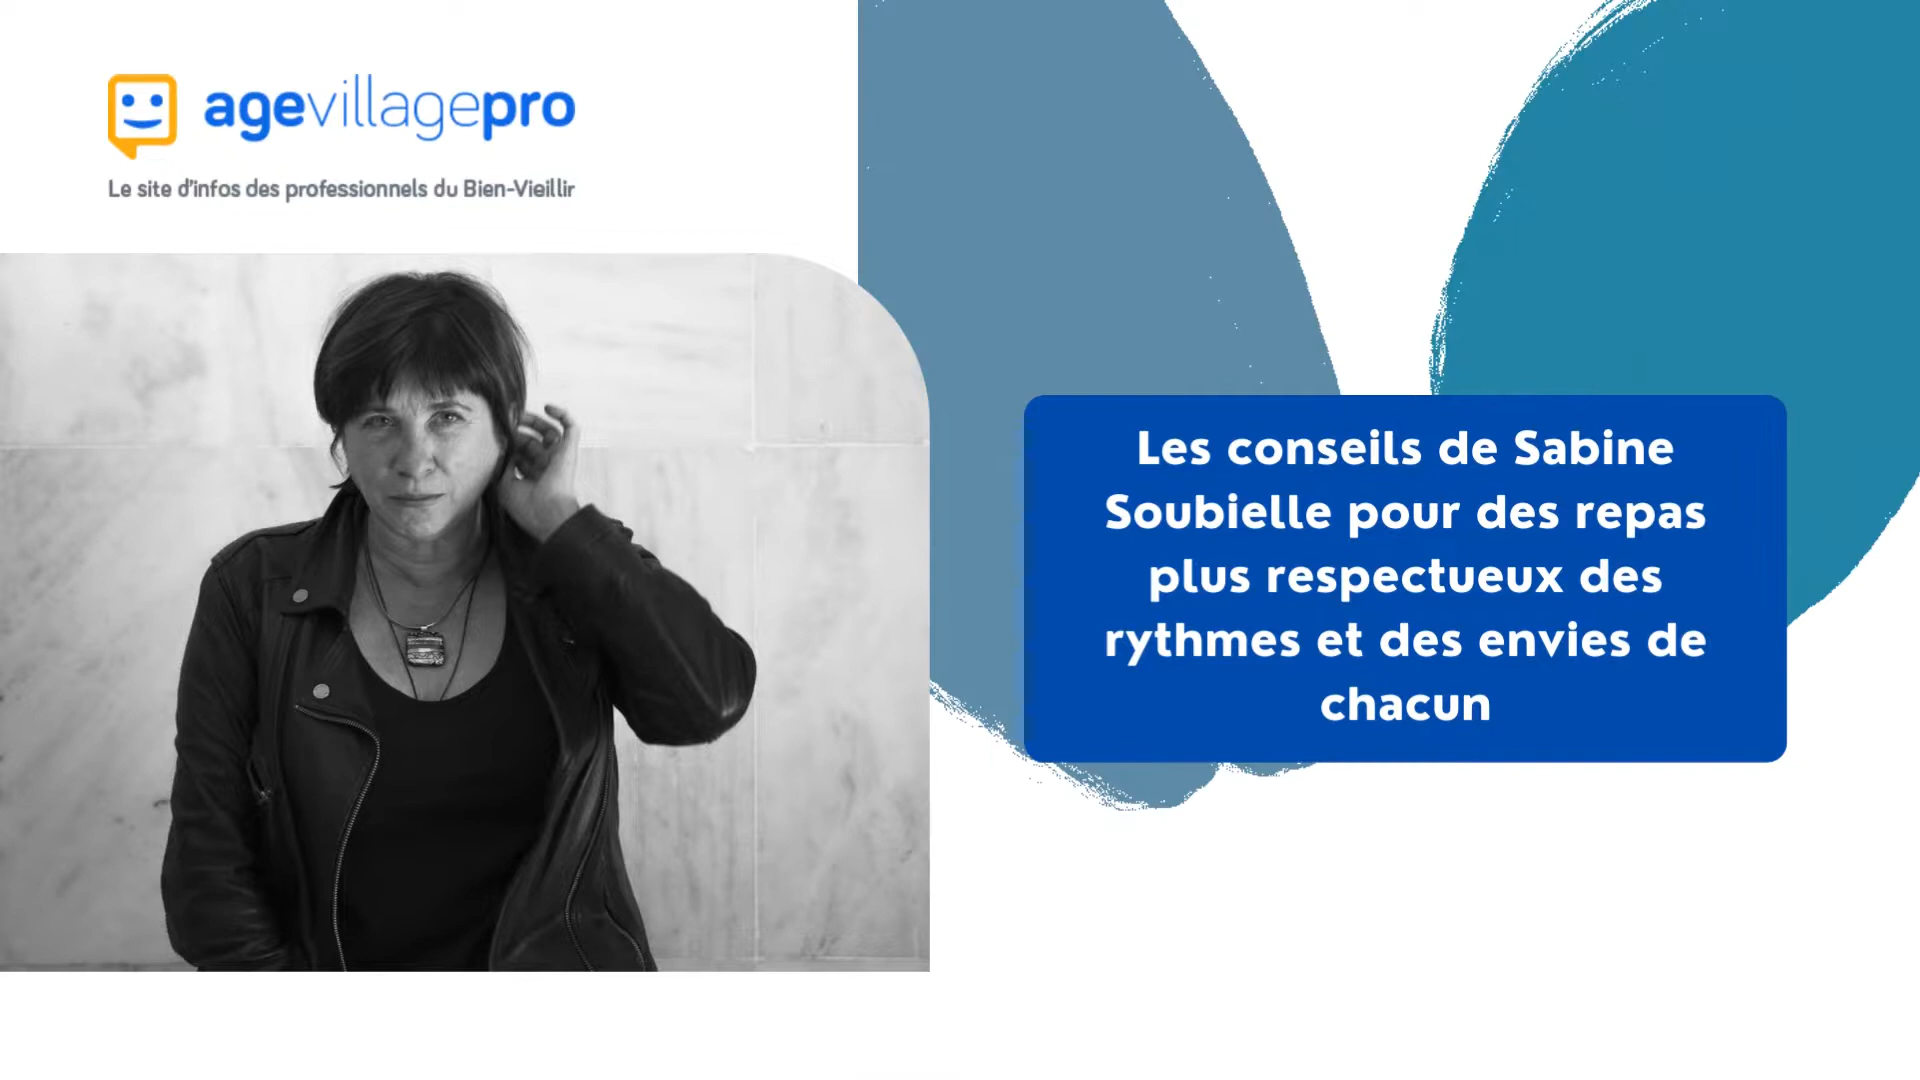 agevillagepro
Le site d'infos des professionnels du Bien-Vieillir
Les conseils de Sabine
Soubielle pour des repas
plus respectueux des
rythmes et des envies de
chacun